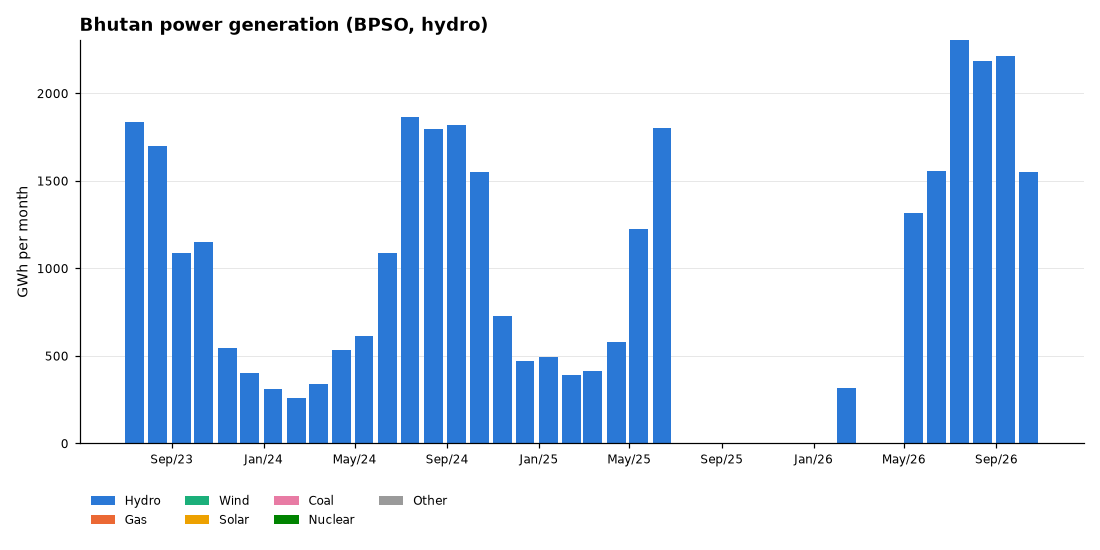 Bhutan power generation (BPSO, hydro)
GWh per month
2000
1500
1000
500
0
Sep/23 Jan/24 May/24 Sep/24 Jan/25 May/25 Sep/25 Jan/26 May/26 Sep/26
Hydro Wind Coal Other
Gas Solar Nuclear